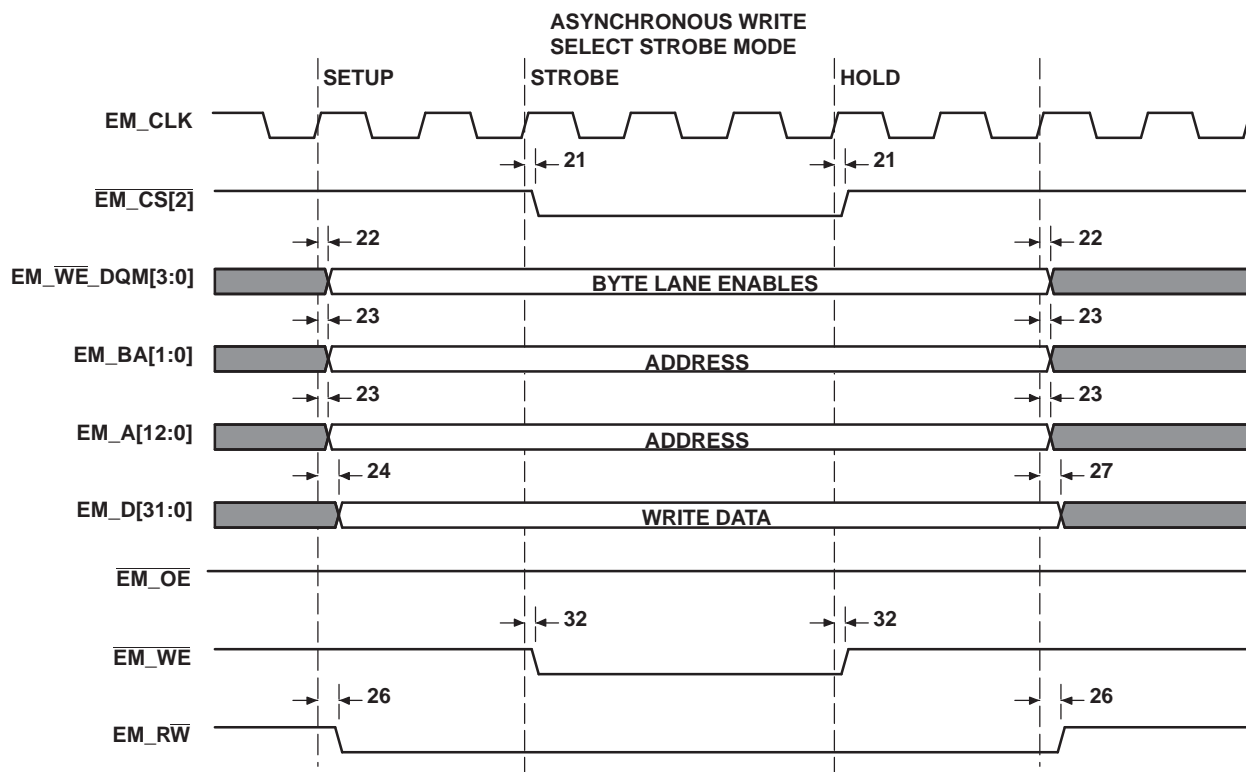 ASYNCHRONOUS WRITE
SELECT STROBE MODE
SETUP STROBE HOLD
EM_CLK
21 21
EM_CS[2]
22 22
EM_WE_DQM[3:0] BYTE LANE ENABLES
23 23
EM_BA[1:0] ADDRESS
23 23
EM_A[12:0] ADDRESS
24 27
EM_D[31:0] WRITE DATA
EM_OE
32 32
EM_WE
26 26
EM_RW